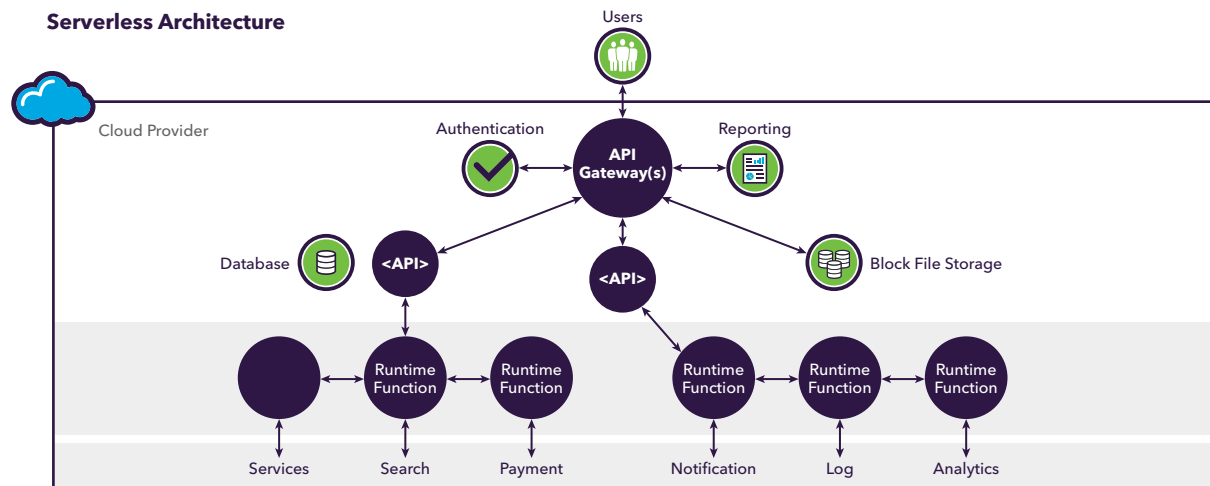 Serverless Architecture
Users
Cloud Provider
Authentication
API
Gateway(s)
Reporting
Database
<API>
<API>
Block File Storage
Runtime
Function
Runtime
Function
Runtime
Function
Runtime
Function
Runtime
Function
Services
Search
Payment
Notification
Log
Analytics